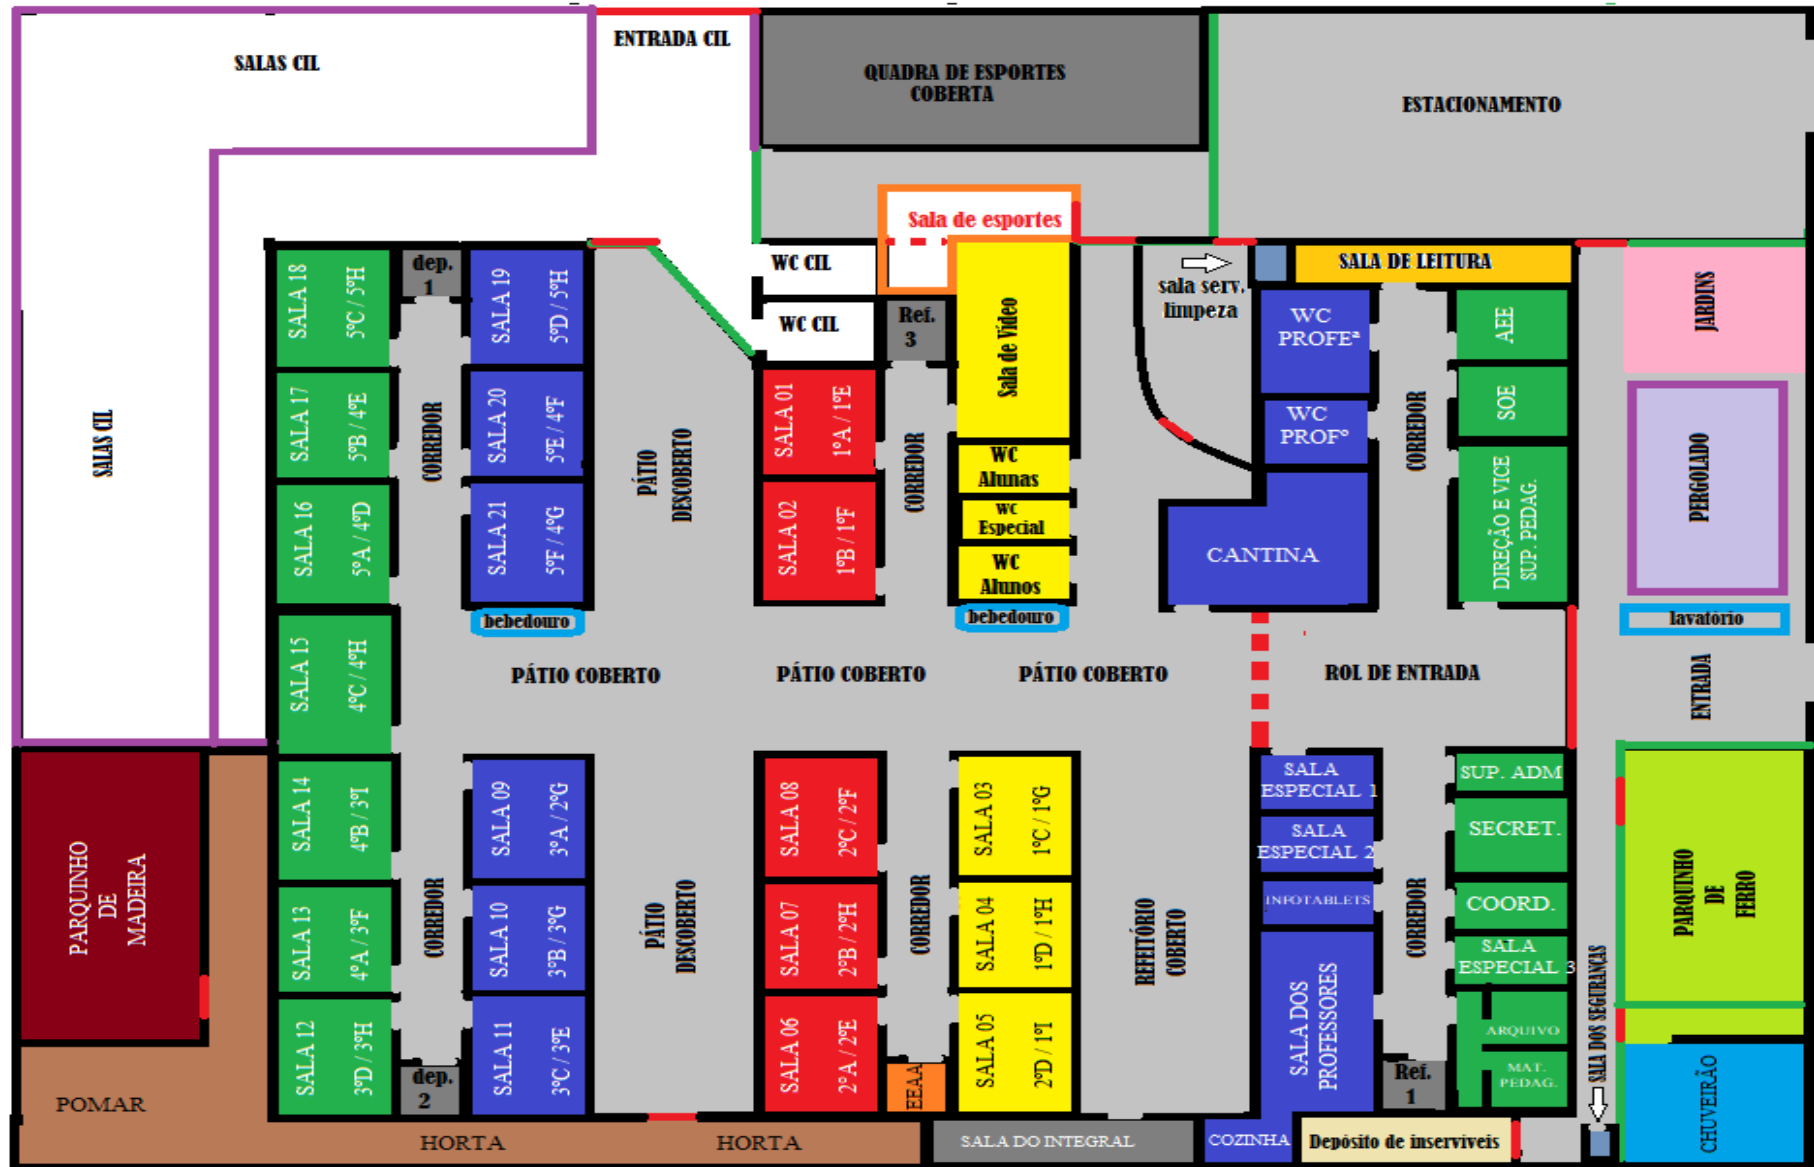 SALAS CIL
ENTRADA CIL
QUADRA DE ESPORTES
COBERTA
ESTACIONAMENTO
SALAS CIL
Sala de esportes
WC CIL
WC CIL
Ref.
3
Sala de Vídeo
sala serv.
limpeza
SALA DE LEITURA
JARDINS
SALA 18
5ºC / 5ºH
dep.
1
SALA 19
5ºD / 5ºH
SALA 17
5ºB / 4ºE
CORREDOR
SALA 20
5ºE / 4ºF
SALA 16
5ºA / 4ºD
SALA 21
5ºF / 4ºG
PÁTIO
DESCOBERTO
SALA 01
1ºA / 1ºE
SALA 02
1ºB / 1ºF
CORREDOR
WC
Alunas
WC
Especial
WC
Alunos
WC
PROFEª
WC
PROFº
CANTINA
CORREDOR
AEE
SOE
DIREÇÃO E VICE
SUP. PEDAG.
PERGOLADO
bebedouro
bebedouro
lavatório
SALA 15
4ºC / 4ºH
PÁTIO COBERTO
PÁTIO COBERTO
PÁTIO COBERTO
ROL DE ENTRADA
ENTRADA
PARQUINHO
DE
MADEIRA
SALA 14
4ºB / 3ºI
SALA 13
4ºA / 3ºF
SALA 12
3ºD / 3ºH
CORREDOR
dep.
2
SALA 09
3ºA / 2ºG
SALA 10
3ºB / 3ºG
SALA 11
3ºC / 3ºE
PÁTIO
DESCOBERTO
SALA 08
2ºC / 2ºF
SALA 07
2ºB / 2ºH
SALA 06
2ºA / 2ºE
CORREDOR
EEAA
SALA 03
1ºC / 1ºG
SALA 04
1ºD / 1ºH
SALA 05
2ºD / 1ºI
REFEITÓRIO
COBERTO
SALA
ESPECIAL 1
SALA
ESPECIAL 2
INFOTABLETS
SALA DOS
PROFESSORES
CORREDOR
Ref.
1
SUP. ADM
SECRET.
COORD.
SALA
ESPECIAL 3
ARQUIVO
MAT.
PEDAG.
SALA DOS SEGURANÇAS
PARQUINHO
DE
FERRO
CHUVEIRÃO
POMAR
HORTA
HORTA
SALA DO INTEGRAL
COZINHA
Depósito de inservíveis